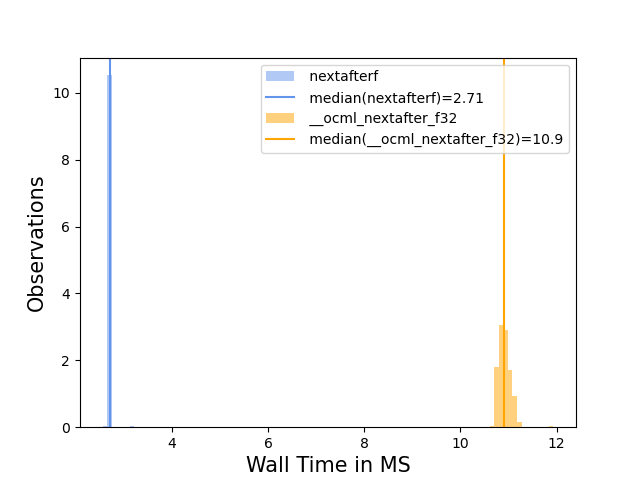 nextafterf
median(nextafterf)=2.71
__ocml_nextafter_f32
median(__ocml_nextafter_f32)=10.9
Observations
10
8
6
4
2
0
4 6 8 10 12
Wall Time in MS